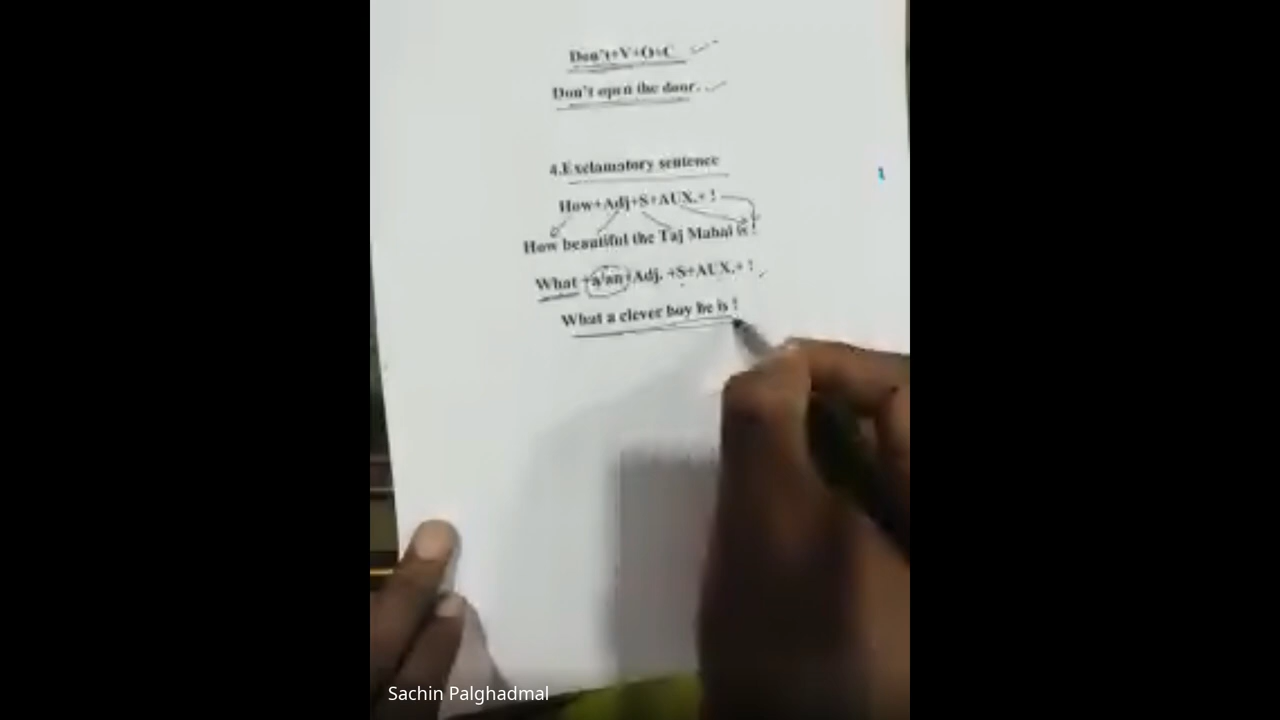 Don't+V+O+C
Don't open the door.
4.Exclamatory sentence
How+Adj+S+AUX.+ !
How beautiful the Taj Mahal is !
What +a/an+Adj. +S+AUX.+ !
What a clever boy he is !
Sachin Palghadmal